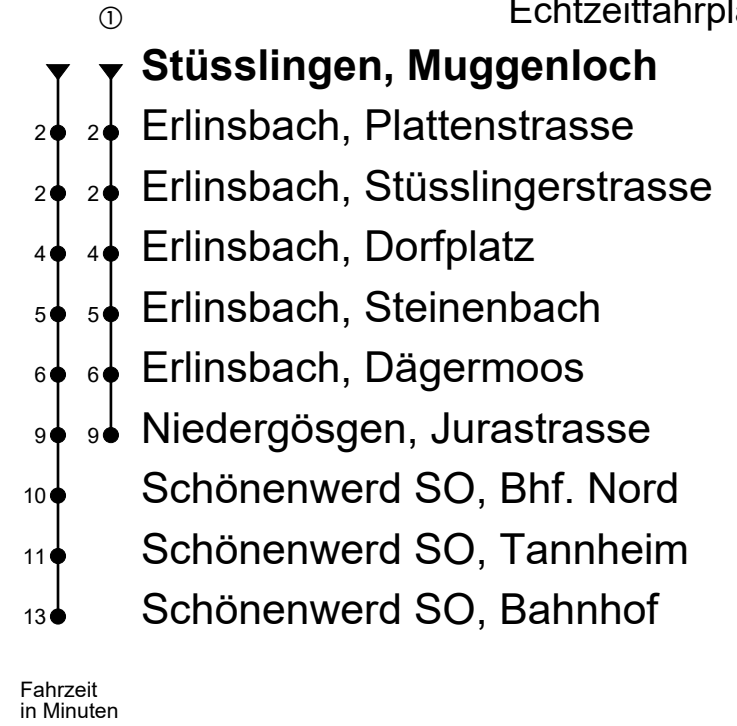 ① Echtzeitfahrpla
Stüsslingen, Muggenloch
2 2 Erlinsbach, Plattenstrasse
2 2 Erlinsbach, Stüsslingerstrasse
4 4 Erlinsbach, Dorfplatz
5 5 Erlinsbach, Steinenbach
6 6 Erlinsbach, Dägermoos
9 9 Niedergösgen, Jurastrasse
10 Schönenwerd SO, Bhf. Nord
11 Schönenwerd SO, Tannheim
13 Schönenwerd SO, Bahnhof
Fahrzeit
in Minuten